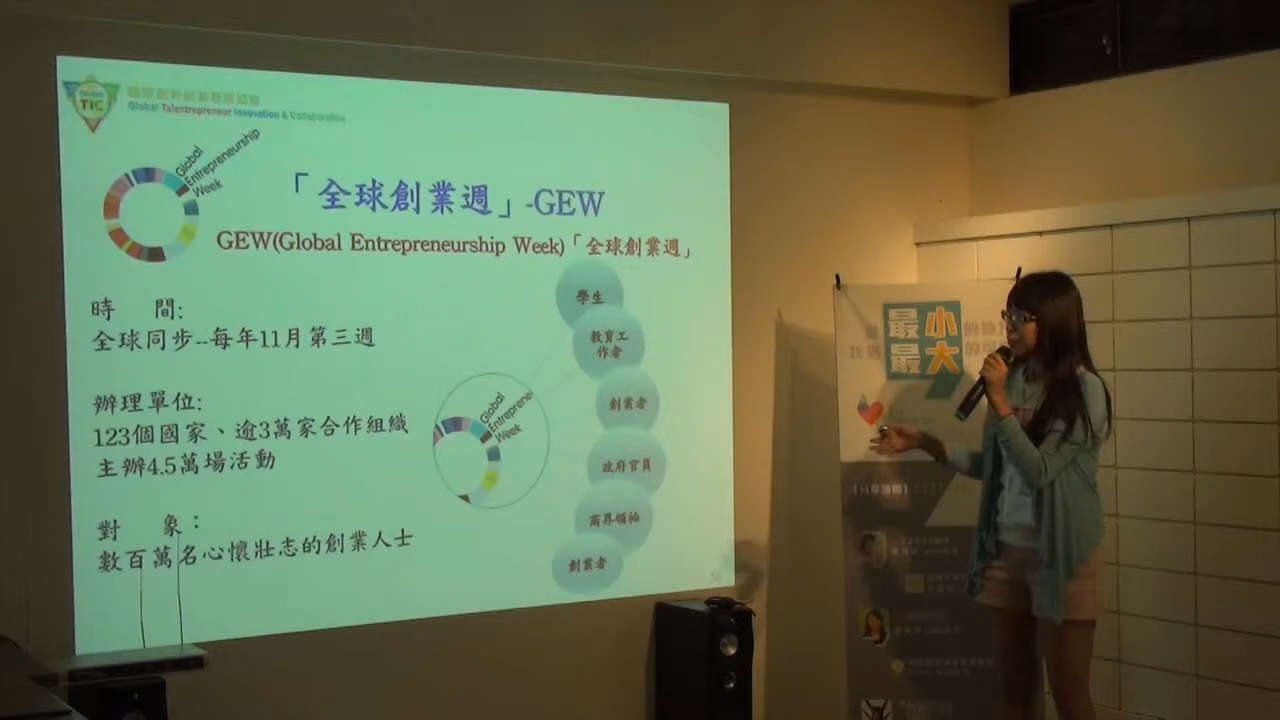 TIC
Global Talentrepreneur Innovation & Collaboration
Global
Entrepreneurship
Week
「全球創業週」-GEW
GEW(Global Entrepreneurship Week)「全球創業週」
時 間:
全球同步--每年11月第三週
辦理單位:
123個國家、逾3萬家合作組織
主辦4.5萬場活動
對 象：
數百萬名心懷壯志的創業人士
Global
Entrepreneur
Week
學生
教育工
作者
創業者
政府官員
商界領袖
創業者
最小
最大